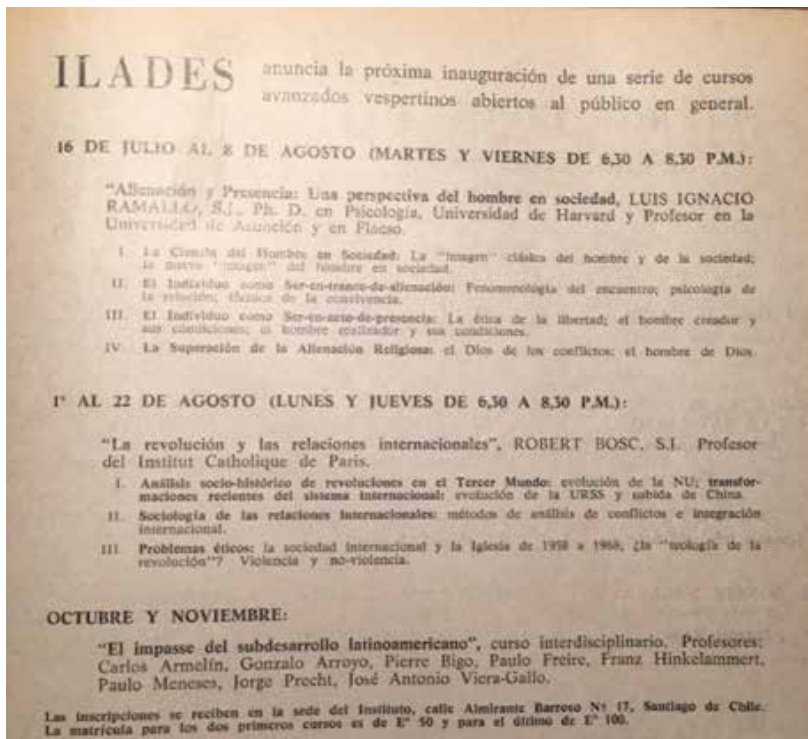 ILADES anuncia la próxima inauguración de una serie de cursos
avanzados vespertinos abiertos al público en general.
16 DE JULIO AL 8 DE AGOSTO (MARTES Y VIERNES DE 6,30 A 8,30 P.M.):
"Alienación y Presencia: Una perspectiva del hombre en sociedad, LUIS IGNACIO
RAMALLO, S.J., Ph. D. en Psicología, Universidad de Harvard y Profesor en la
Universidad de Asunción y en Flacso.
I. La Ciencia del Hombre en Sociedad: La "imagen" clásica del hombre y de la sociedad;
la nueva "imagen" del hombre en sociedad.
II. El Individuo como Ser-en-trance-de-alienación: Fenomenología del encuentro; psicología de
la relación; técnica de la convivencia.
III. El Individuo como Ser-en-acto-de-presencia: La ética de la libertad; el hombre creador y
sus condiciones; el hombre realizador y sus condiciones.
IV. La Superación de la Alienación Religiosa: el Dios de los conflictos; el hombre de Dios.
1º AL 22 DE AGOSTO (LUNES Y JUEVES DE 6,30 A 8,30 P.M.):
"La revolución y las relaciones internacionales", ROBERT BOSC, S.J. Profesor
del Institut Catholique de Paris.
I. Análisis socio-histórico de revoluciones en el Tercer Mundo: evolución de la NU; transfor-
maciones recientes del sistema internacional: evolución de la URSS y subida de China.
II. Sociología de las relaciones internacionales: métodos de análisis de conflictos e integración
internacional.
III. Problemas éticos: la sociedad internacional y la Iglesia de 1958 a 1968; ¿la "teología de la
revolución"? Violencia y no-violencia.
OCTUBRE Y NOVIEMBRE:
"El impasse del subdesarrollo latinoamericano", curso interdisciplinario. Profesores:
Carlos Armelín, Gonzalo Arroyo, Pierre Bigo, Paulo Freire, Franz Hinkelammert,
Paulo Meneses, Jorge Precht, José Antonio Viera-Gallo.
Las inscripciones se reciben en la sede del Instituto, calle Almirante Barroso Nº 17, Santiago de Chile.
La matrícula para los dos primeros cursos es de Eº 50 y para el último de Eº 100.